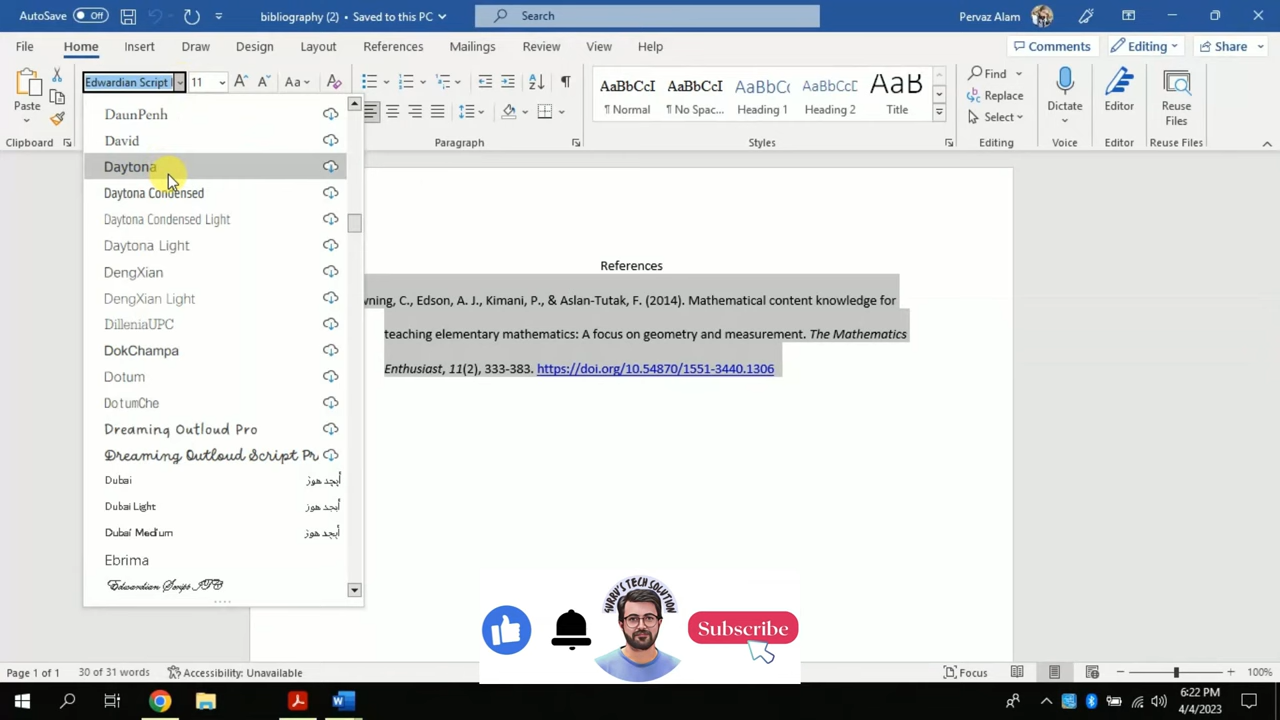 AutoSave Off
bibliography (2) • Saved to this PC
Search
Pervaz Alam
File Home Insert Draw Design Layout References Mailings Review View Help
Comments Editing Share
Edwardian Script I 11 Aa
AaBbCcI AaBbCcI AaBbCc AaBbCcI AaB
¶ Normal ¶ No Spac... Heading 1 Heading 2 Title
Find
Replace
Select
Paste
Dictate
Editor
Reuse
Files
Clipboard Paragraph Styles Editing Voice Editor Reuse Files
DaunPenh
David
Daytona
Daytona Condensed
Daytona Condensed Light
Daytona Light
DengXian
DengXian Light
DilleniaUPC
DokChampa
Dotum
DotumChe
Dreaming Outloud Pro
Dreaming Outloud Script Pr
Dubai أبجد هوز
Dubai Light أبجد هوز
Dubai Medium أبجد هوز
Ebrima
Edwardian Script ITC
References
wning, C., Edson, A. J., Kimani, P., & Aslan-Tutak, F. (2014). Mathematical content knowledge for
teaching elementary mathematics: A focus on geometry and measurement. The Mathematics
Enthusiast, 11(2), 333-383. https://doi.org/10.54870/1551-3440.1306
Subscribe
Page 1 of 1 30 of 31 words Accessibility: Unavailable
Focus 100%
6:22 PM
4/4/2023